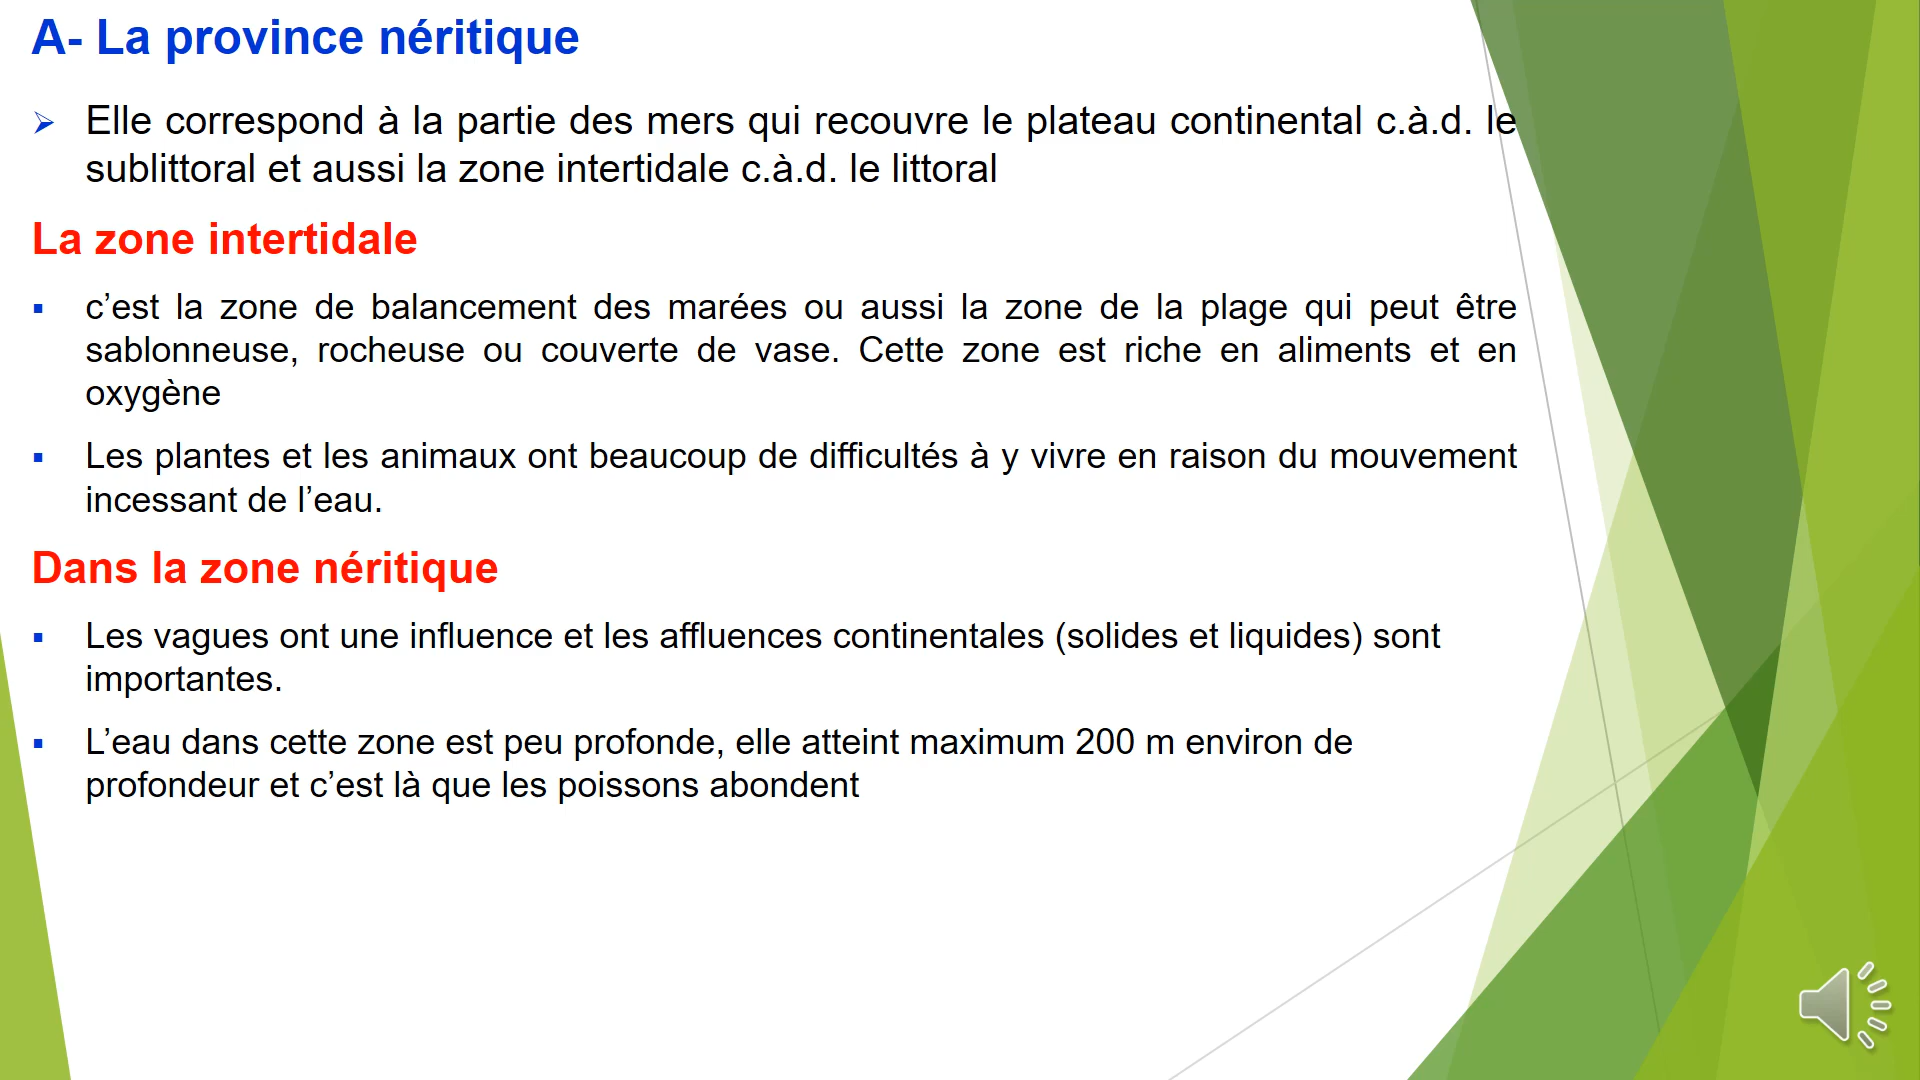 A- La province néritique
➢ Elle correspond à la partie des mers qui recouvre le plateau continental c.à.d. le
sublittoral et aussi la zone intertidale c.à.d. le littoral
La zone intertidale
▪ c’est la zone de balancement des marées ou aussi la zone de la plage qui peut être
sablonneuse, rocheuse ou couverte de vase. Cette zone est riche en aliments et en
oxygène
▪ Les plantes et les animaux ont beaucoup de difficultés à y vivre en raison du mouvement
incessant de l’eau.
Dans la zone néritique
▪ Les vagues ont une influence et les affluences continentales (solides et liquides) sont
importantes.
▪ L’eau dans cette zone est peu profonde, elle atteint maximum 200 m environ de
profondeur et c’est là que les poissons abondent